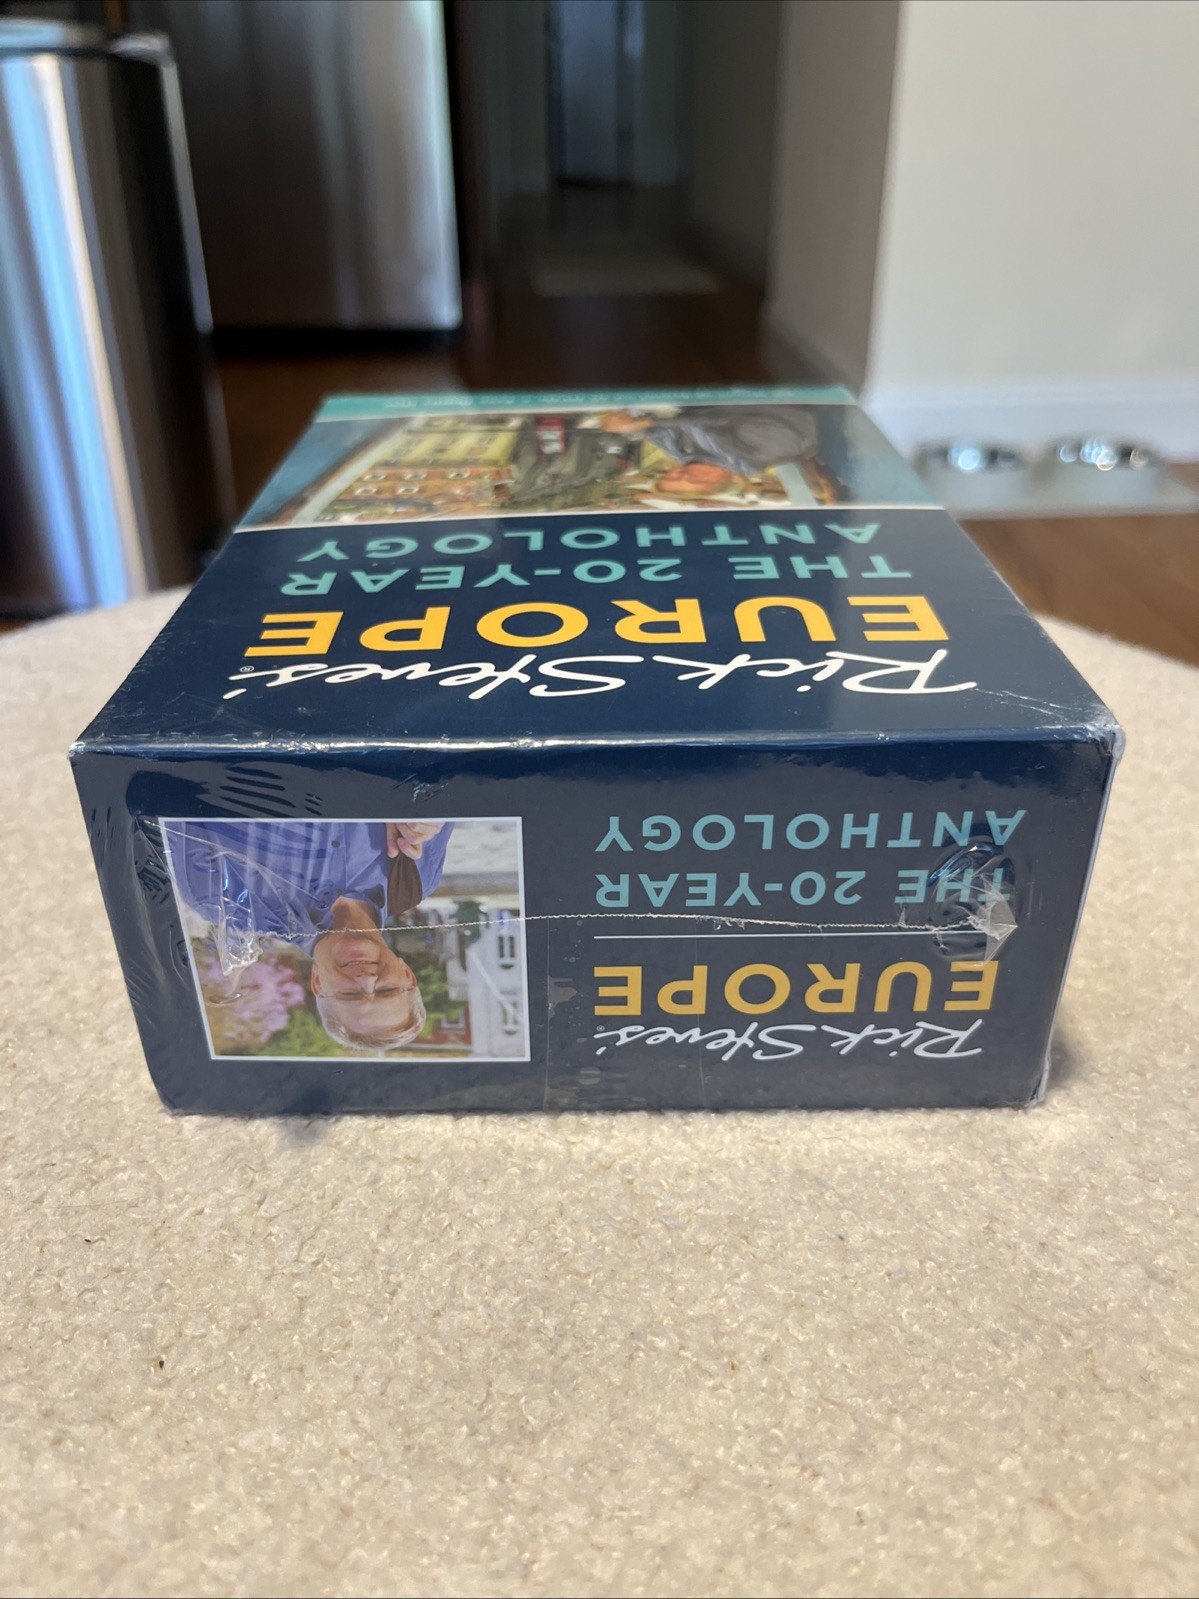 Rick Steves'®
EUROPE
THE 20-YEAR
ANTHOLOGY
Rick Steves'®
EUROPE
THE 20-YEAR
ANTHOLOGY